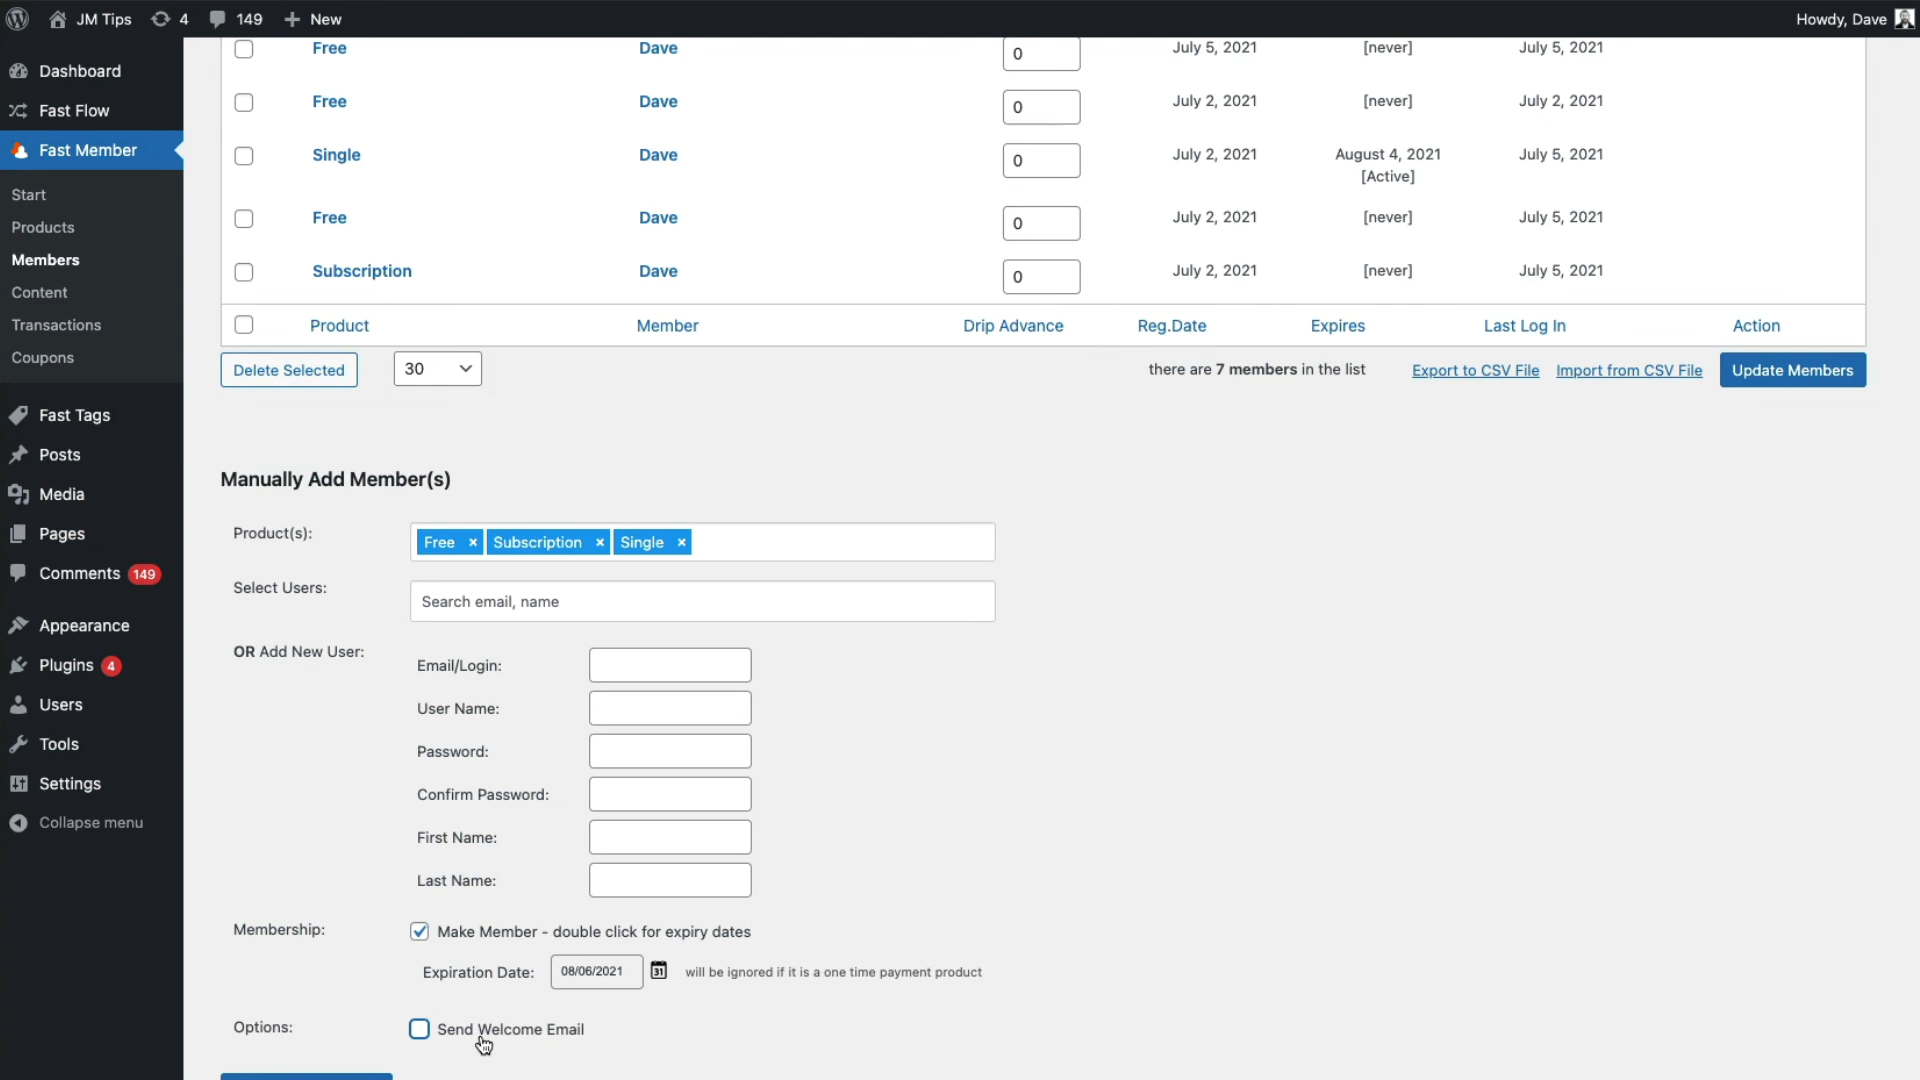 JM Tips 4 149 New Howdy, Dave
Dashboard
Fast Flow
Fast Member
Start
Products
Members
Content
Transactions
Coupons
Fast Tags
Posts
Media
Pages
Comments 149
Appearance
Plugins 4
Users
Tools
Settings
Collapse menu
Free Dave 0 July 5, 2021 [never] July 5, 2021
Free Dave 0 July 2, 2021 [never] July 2, 2021
Single Dave 0 July 2, 2021 August 4, 2021 July 5, 2021
[Active]
Free Dave 0 July 2, 2021 [never] July 5, 2021
Subscription Dave 0 July 2, 2021 [never] July 5, 2021
Product Member Drip Advance Reg.Date Expires Last Log In Action
Delete Selected 30 there are 7 members in the list Export to CSV File Import from CSV File Update Members
Manually Add Member(s)
Product(s): Free × Subscription × Single ×
Select Users: Search email, name
OR Add New User:
Email/Login:
User Name:
Password:
Confirm Password:
First Name:
Last Name:
Membership: Make Member - double click for expiry dates
Expiration Date: 08/06/2021 31 will be ignored if it is a one time payment product
Options: Send Welcome Email